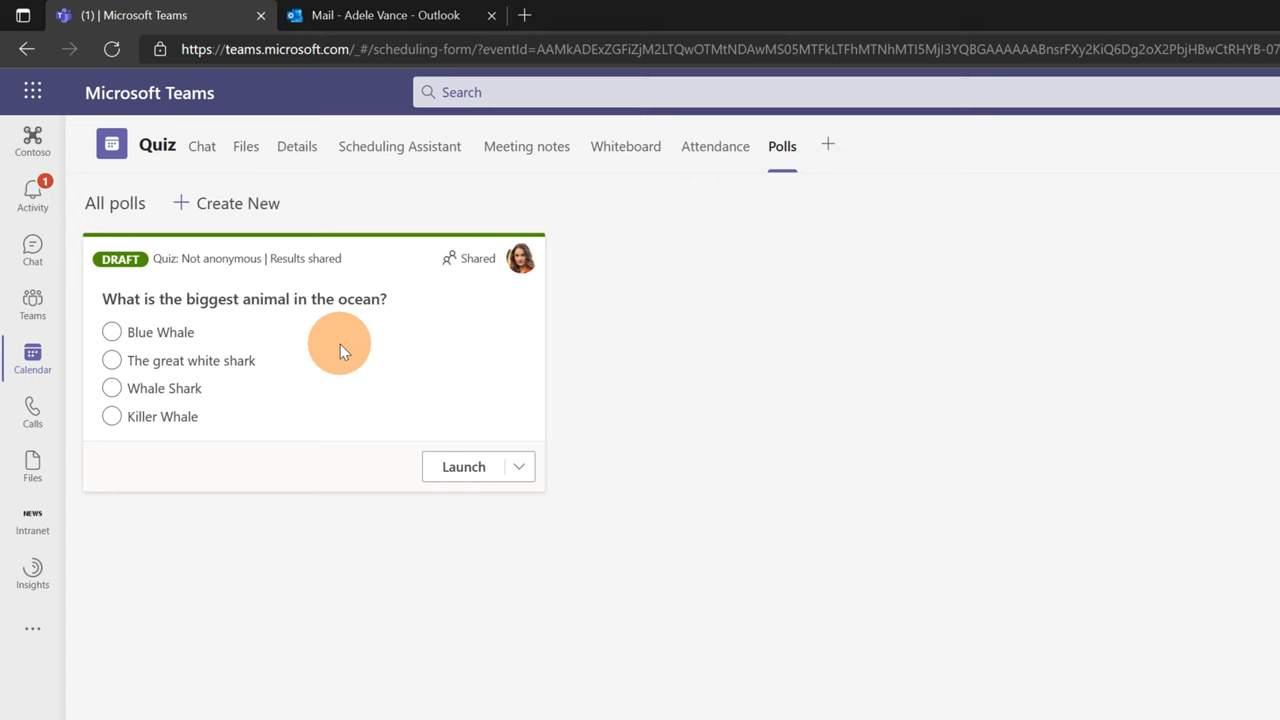 (1) | Microsoft Teams
Mail - Adele Vance - Outlook
https://teams.microsoft.com/_#/scheduling-form/?eventId=AAMkADExZGFiZjM2LTQwOTMtNDAwMS05MTFkLTFhMTNhMTI5MjI3YQBGAAAAAABnsrFXy2KiQ6Dg2oX2PbjHBwCtRHYB-07
Microsoft Teams
Search
Contoso
Activity
1
Chat
Teams
Calendar
Calls
Files
NEWS
Intranet
Insights
Quiz Chat Files Details Scheduling Assistant Meeting notes Whiteboard Attendance Polls
All polls Create New
DRAFT Quiz: Not anonymous | Results shared Shared
What is the biggest animal in the ocean?
Blue Whale
The great white shark
Whale Shark
Killer Whale
Launch